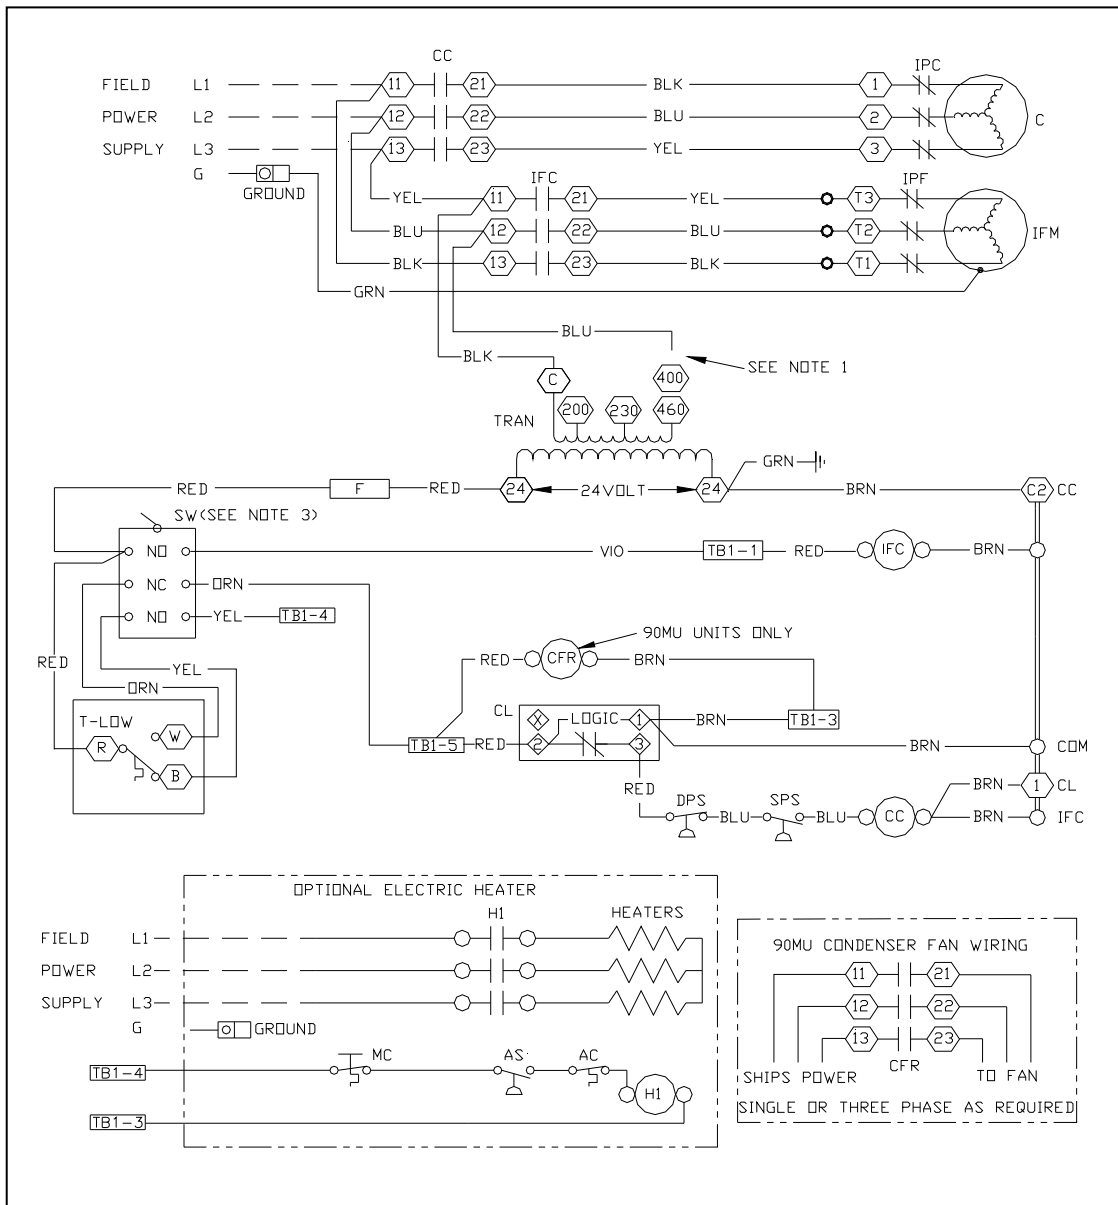 CC
IPC
FIELD L1 11 21 BLK 1
POWER L2 12 22 BLU 2 C
SUPPLY L3 13 23 YEL 3
G
GROUND
IFC
IPF
YEL 11 21 YEL T3
BLU 12 22 BLU T2 IFM
BLK 13 23 BLK T1
GRN
BLU
BLK
SEE NOTE 1
C 400
200 230 460
TRAN
GRN
RED F RED 24 24VOLT 24 BRN C2 CC
SW(SEE NOTE 3)
NO VIO TB1-1 RED IFC BRN
NC ORN
NO YEL TB1-4
90MU UNITS ONLY
RED RED CFR BRN
YEL
ORN
T-LOW
CL X LOGIC 1 BRN TB1-3
W
R TB1-5 RED 2 3 BRN COM
B
RED BRN 1 CL
DPS SPS
BLU BLU CC BRN IFC
OPTIONAL ELECTRIC HEATER
H1 HEATERS
FIELD L1
POWER L2
SUPPLY L3
G GROUND
MC AS AC
TB1-4
H1
TB1-3
90MU CONDENSER FAN WIRING
11 21
12 22
13 23
CFR
SHIPS POWER TO FAN
SINGLE OR THREE PHASE AS REQUIRED